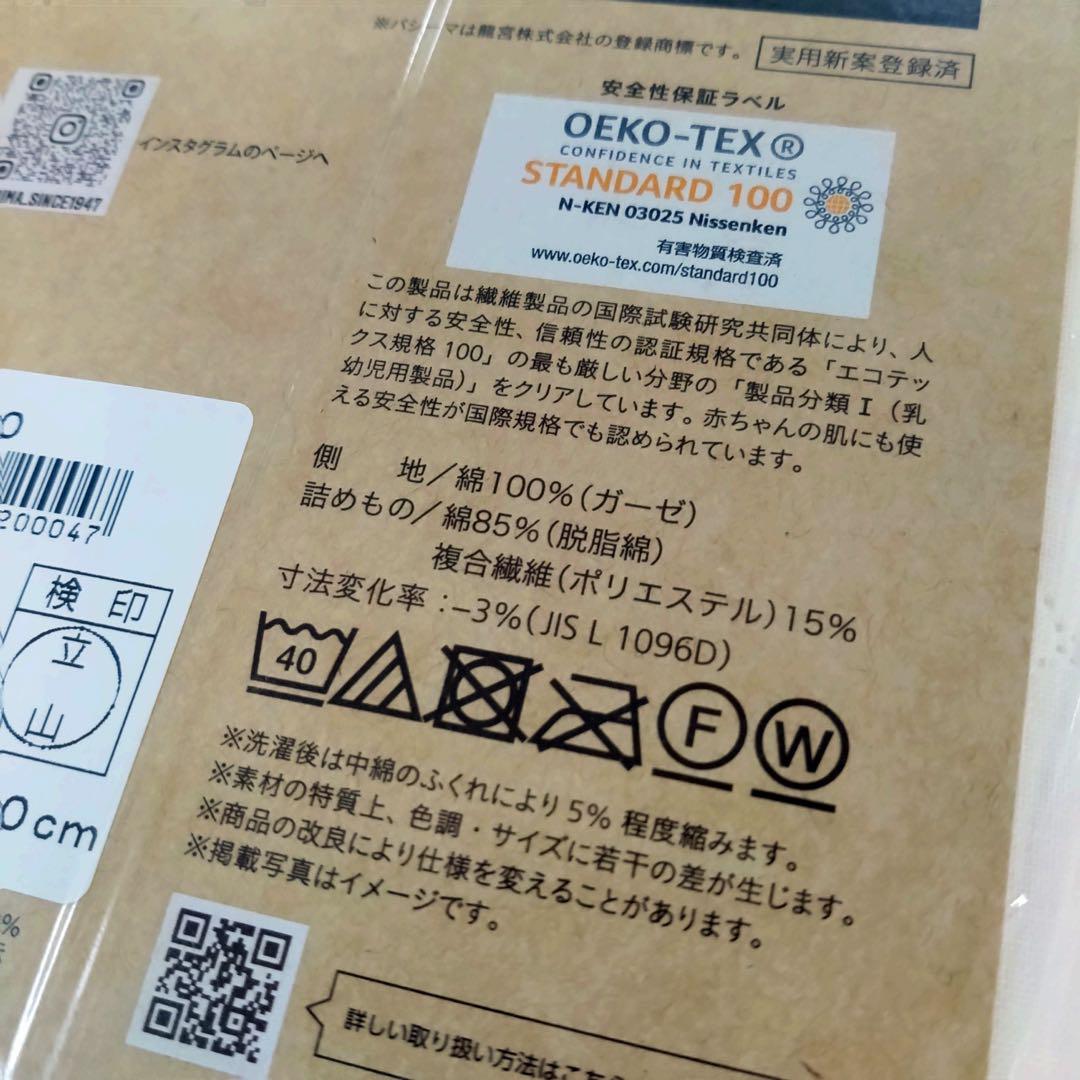 ※パシーマは龍宮株式会社の登録商標です。
実用新案登録済
インスタグラムのページへ
IMA.SINCE1947
安全性保証ラベル
OEKO-TEX®
CONFIDENCE IN TEXTILES
STANDARD 100
N-KEN 03025 Nissenken
有害物質検査済
www.oeko-tex.com/standard100
この製品は繊維製品の国際試験研究共同体により、人
に対する安全性、信頼性の認証規格である「エコテッ
クス規格100」の最も厳しい分野の「製品分類Ⅰ（乳
幼児用製品）」をクリアしています。赤ちゃんの肌にも使
える安全性が国際規格でも認められています。
側　地／綿100%（ガーゼ）
詰めもの／綿85%（脱脂綿）
複合繊維（ポリエステル）15%
寸法変化率：−3%（JIS L 1096D）
40
F
W
※洗濯後は中綿のふくれにより5% 程度縮みます。
※素材の特質上、色調・サイズに若干の差が生じます。
※商品の改良により仕様を変えることがあります。
※掲載写真はイメージです。
200047
検 印
立
山
0cm
%
詳しい取り扱い方法はこちら